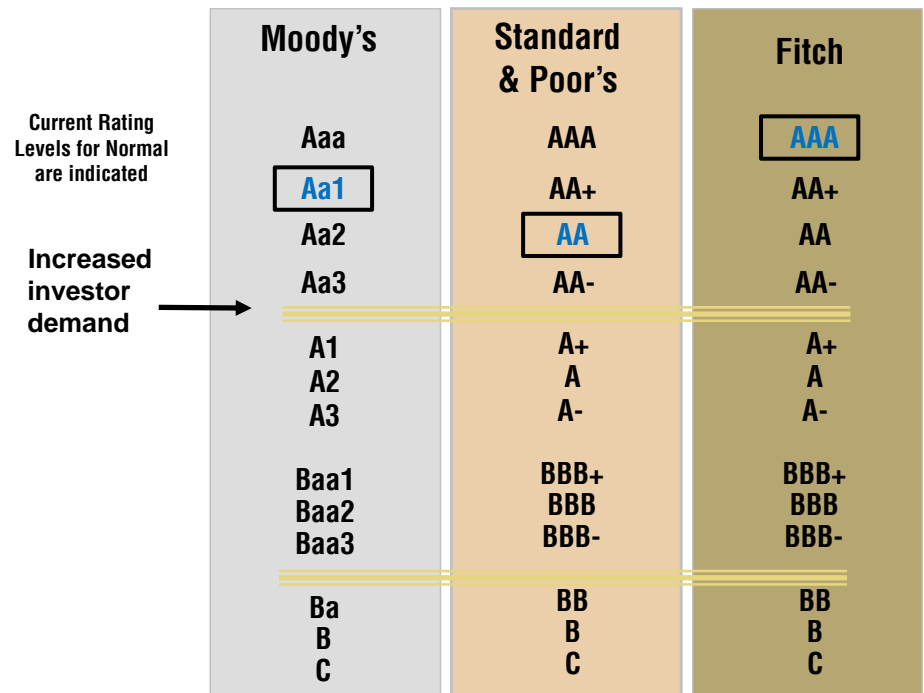 Moody's
Standard
& Poor's
Fitch
Current Rating
Levels for Normal
are indicated
Aaa
AAA
AAA
Aa1
AA+
AA+
Aa2
AA
AA
Increased
investor
demand
Aa3
AA-
AA-
A1
A+
A+
A2
A
A
A3
A-
A-
Baa1
BBB+
BBB+
Baa2
BBB
BBB
Baa3
BBB-
BBB-
Ba
BB
BB
B
B
B
C
C
C